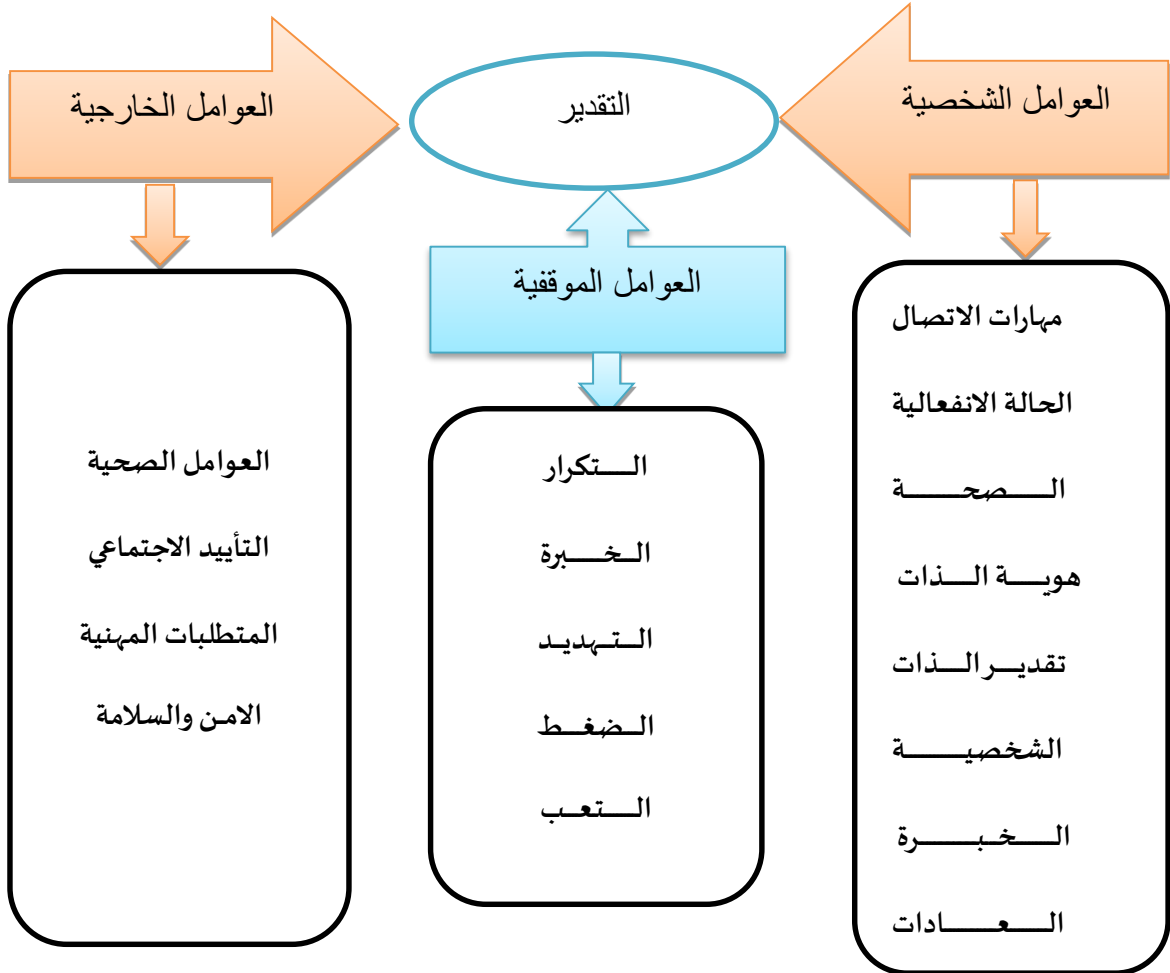 العوامل الشخصية
التقدير
العوامل الخارجية
العوامل الموقفية
مهارات الاتصال
الحالة الانفعالية
الصحة
هوية الذات
تقدير الذات
الشخصية
الخبرة
العادات
التكرار
الخبرة
التهديد
الضغط
التعب
العوامل الصحية
التأييد الاجتماعي
المتطلبات المهنية
الامن والسلامة